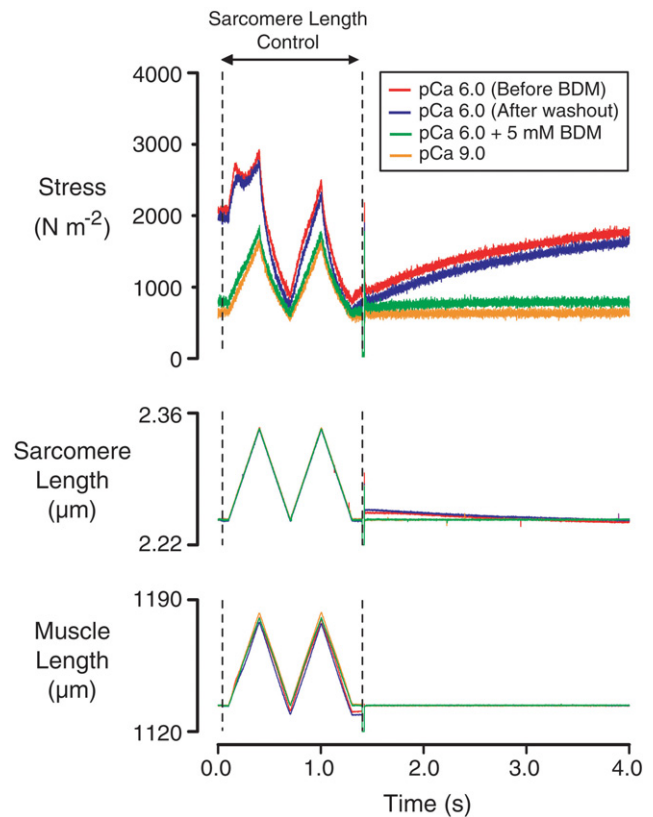 Sarcomere Length
Control
4000
3000
2000
1000
0
Stress
(N m-2)
pCa 6.0 (Before BDM)
pCa 6.0 (After washout)
pCa 6.0 + 5 mM BDM
pCa 9.0
2.36
2.22
Sarcomere
Length
(µm)
1190
1120
Muscle
Length
(µm)
0.0 1.0 2.0 3.0 4.0
Time (s)